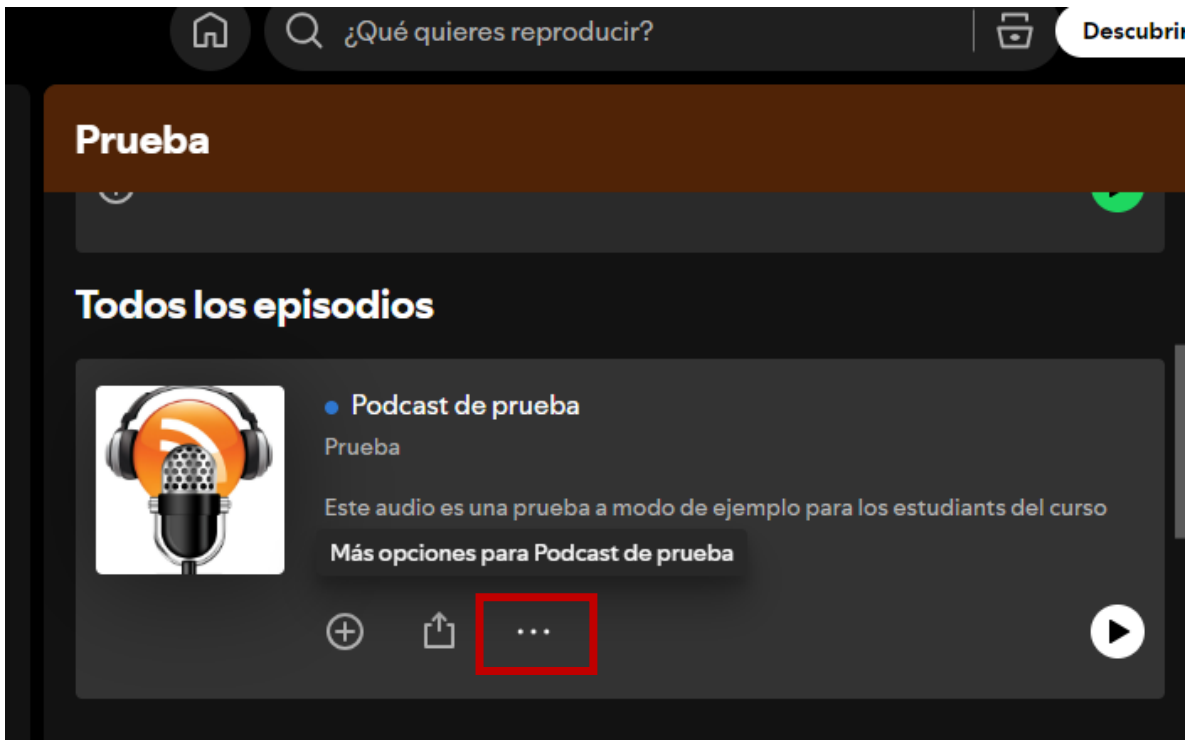 ¿Qué quieres reproducir?
Descubrir
Prueba
Todos los episodios
Podcast de prueba
Prueba
Este audio es una prueba a modo de ejemplo para los estudiants del curso
Más opciones para Podcast de prueba